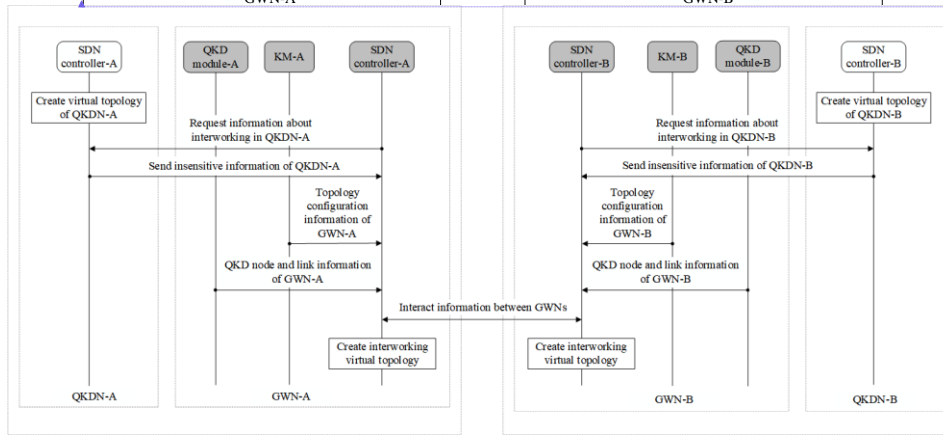 GWN-A
GWN-B
SDN
controller-A
QKD
module-A
KM-A
SDN
controller-A
SDN
controller-B
KM-B
QKD
module-B
SDN
controller-B
Create virtual topology
of QKDN-A
Create virtual topology
of QKDN-B
Request information about
interworking in QKDN-A
Request information about
interworking in QKDN-B
Send insensitive information of QKDN-A
Send insensitive information of QKDN-B
Topology
configuration
information of
GWN-A
Topology
configuration
information of
GWN-B
QKD node and link information
of GWN-A
QKD node and link information
of GWN-B
Interact information between GWNs
Create interworking
virtual topology
Create interworking
virtual topology
QKDN-A
GWN-A
GWN-B
QKDN-B